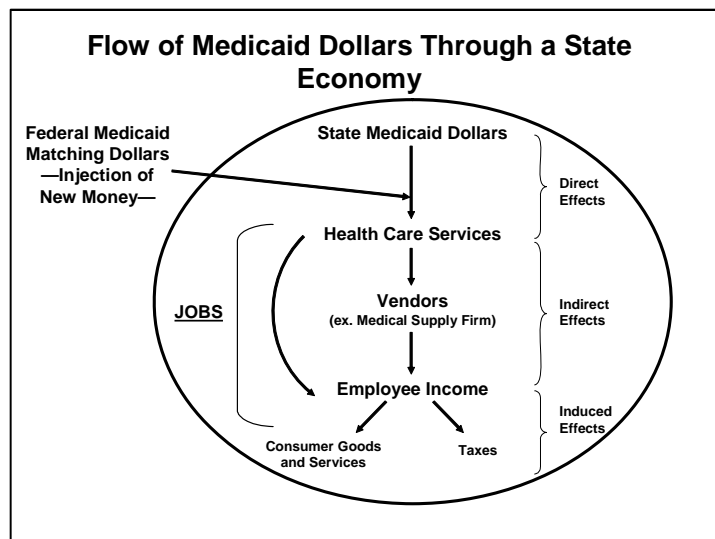 Flow of Medicaid Dollars Through a State
Economy
Federal Medicaid
Matching Dollars
—Injection of
New Money—
State Medicaid Dollars
Direct
Effects
Health Care Services
JOBS
Vendors
(ex. Medical Supply Firm)
Indirect
Effects
Employee Income
Consumer Goods
and Services
Taxes
Induced
Effects